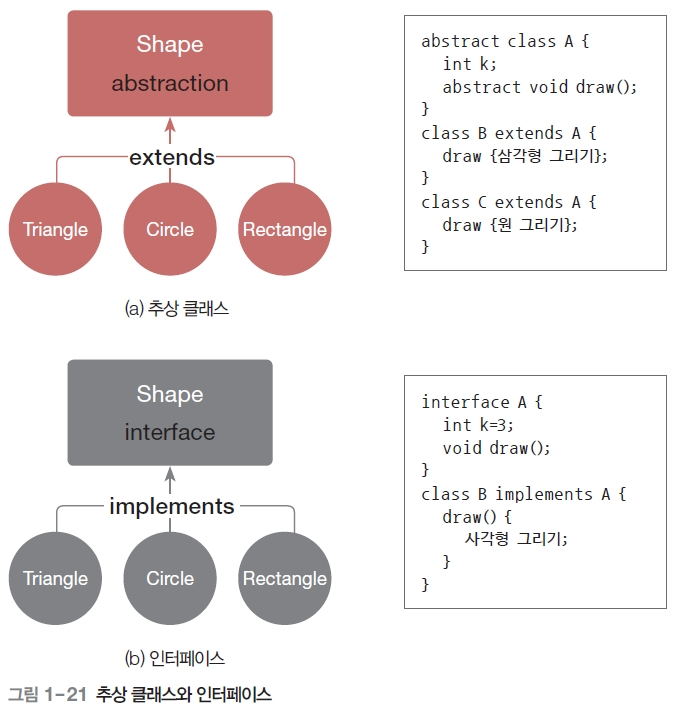 Shape
abstraction
extends
Triangle
Circle
Rectangle
(a) 추상 클래스
abstract class A {
int k;
abstract void draw();
}
class B extends A {
draw {삼각형 그리기};
}
class C extends A {
draw {원 그리기};
}
Shape
interface
implements
Triangle
Circle
Rectangle
(b) 인터페이스
interface A {
int k=3;
void draw();
}
class B implements A {
draw() {
사각형 그리기;
}
}
그림 1-21 추상 클래스와 인터페이스